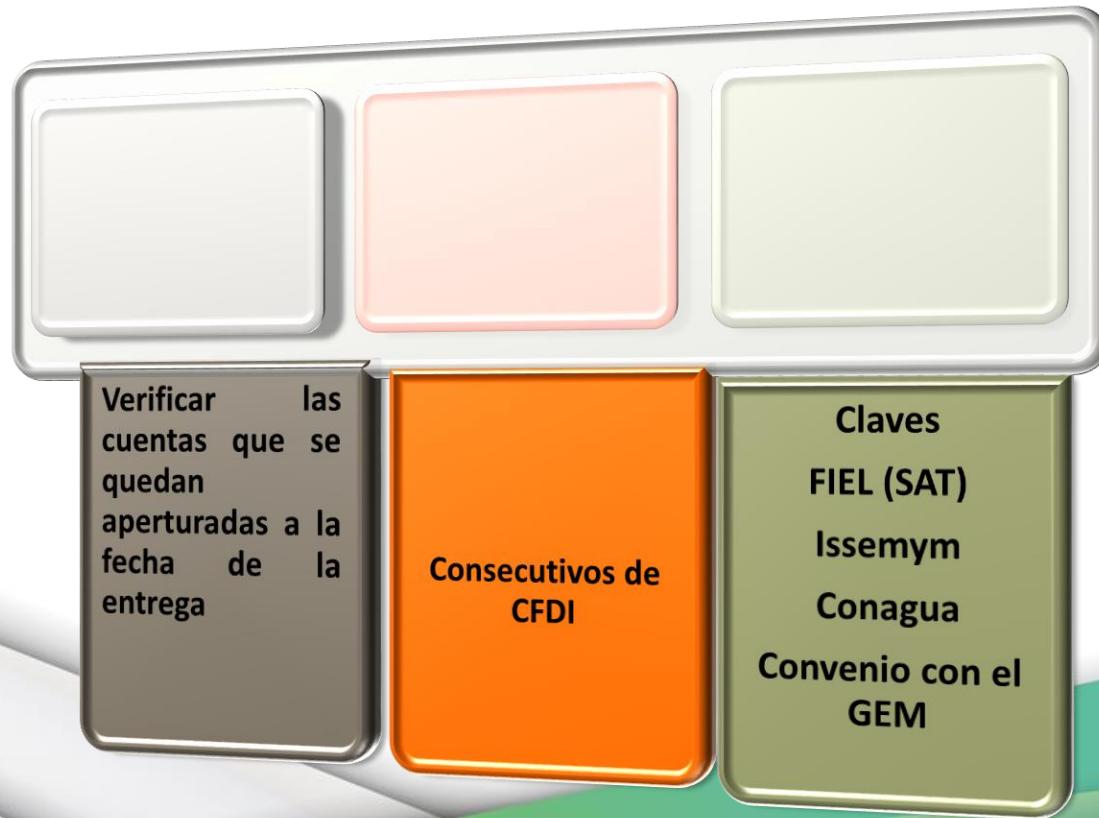 Verificar las
cuentas que se
quedan
aperturadas a la
fecha de la
entrega
Consecutivos de
CFDI
Claves
FIEL (SAT)
Issemym
Conagua
Convenio con el
GEM